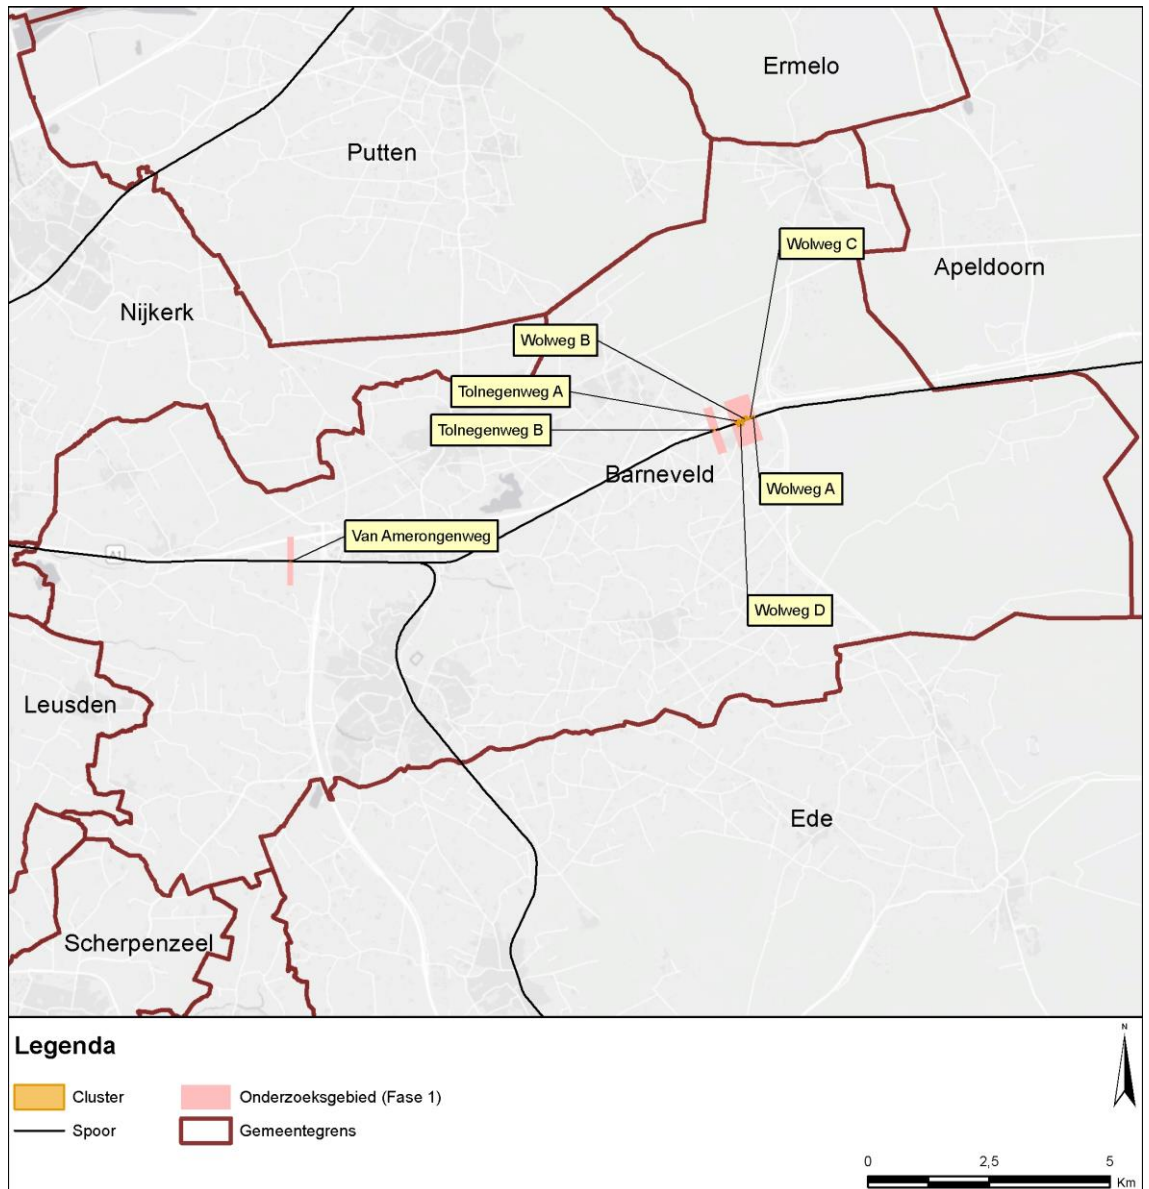 Ermelo
Putten
Wolweg C
Apeldoorn
Nijkerk
Wolweg B
Tolnegenweg A
Tolnegenweg B
Barneveld
Wolweg A
Van Amerongenweg
A1
Wolweg D
Leusden
Ede
Scherpenzeel
Legenda
Cluster
Onderzoeksgebied (Fase 1)
Spoor
Gemeentegrens
N
0 2,5 5
Km